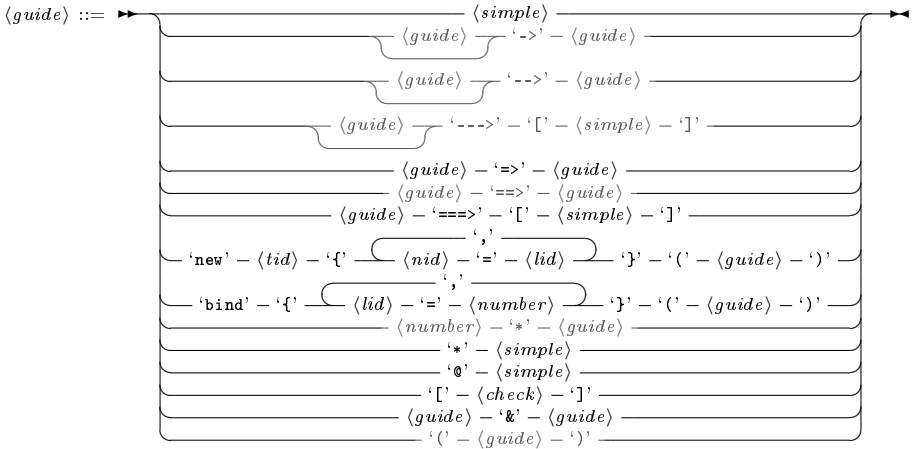 ⟨guide⟩ ::= ⟨simple⟩
⟨guide⟩ ‘->’ – ⟨guide⟩
⟨guide⟩ ‘-->’ – ⟨guide⟩
⟨guide⟩ ‘--->’ – ‘[’ – ⟨simple⟩ – ‘]’
⟨guide⟩ – ‘=>’ – ⟨guide⟩
⟨guide⟩ – ‘==>’ – ⟨guide⟩
⟨guide⟩ – ‘===>’ – ‘[’ – ⟨simple⟩ – ‘]’
‘,’
‘new’ – ⟨tid⟩ – ‘{’ ⟨nid⟩ – ‘=’ – ⟨lid⟩ ‘}’ – ‘(’ – ⟨guide⟩ – ‘)’
‘,’
‘bind’ – ‘{’ ⟨lid⟩ – ‘=’ – ⟨number⟩ ‘}’ – ‘(’ – ⟨guide⟩ – ‘)’
⟨number⟩ – ‘*’ – ⟨guide⟩
‘*’ – ⟨simple⟩
‘@’ – ⟨simple⟩
‘[’ – ⟨check⟩ – ‘]’
⟨guide⟩ – ‘&’ – ⟨guide⟩
‘(’ – ⟨guide⟩ – ‘)’